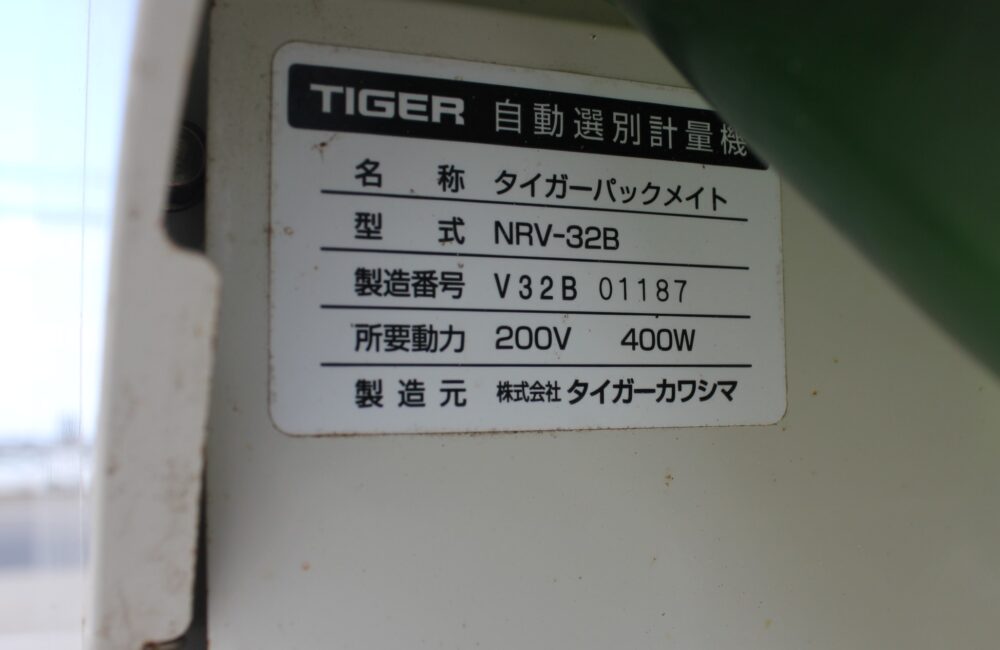 TIGER 自動選別計量機
名称 タイガーパックメイト
型式 NRV-32B
製造番号 V32B 01187
所要動力 200V 400W
製造元 株式会社 タイガーカワシマ